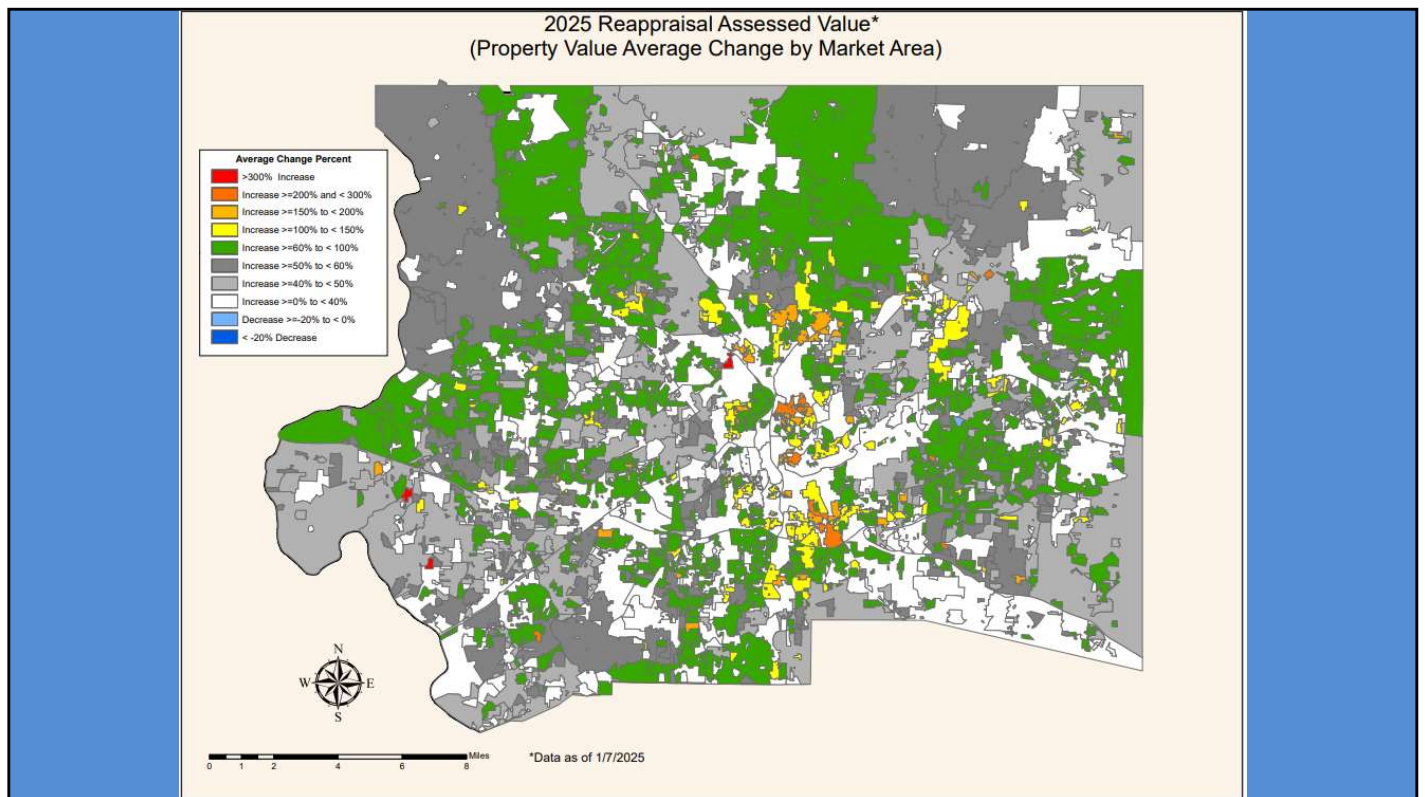 2025 Reappraisal Assessed Value*
(Property Value Average Change by Market Area)
Average Change Percent
>300% Increase
Increase >=200% and < 300%
Increase >=150% to < 200%
Increase >=100% to < 150%
Increase >=60% to < 100%
Increase >=50% to < 60%
Increase >=40% to < 50%
Increase >=0% to < 40%
Decrease >=-20% to < 0%
< -20% Decrease
N
W E
S
Miles
0 1 2 4 6 8
*Data as of 1/7/2025